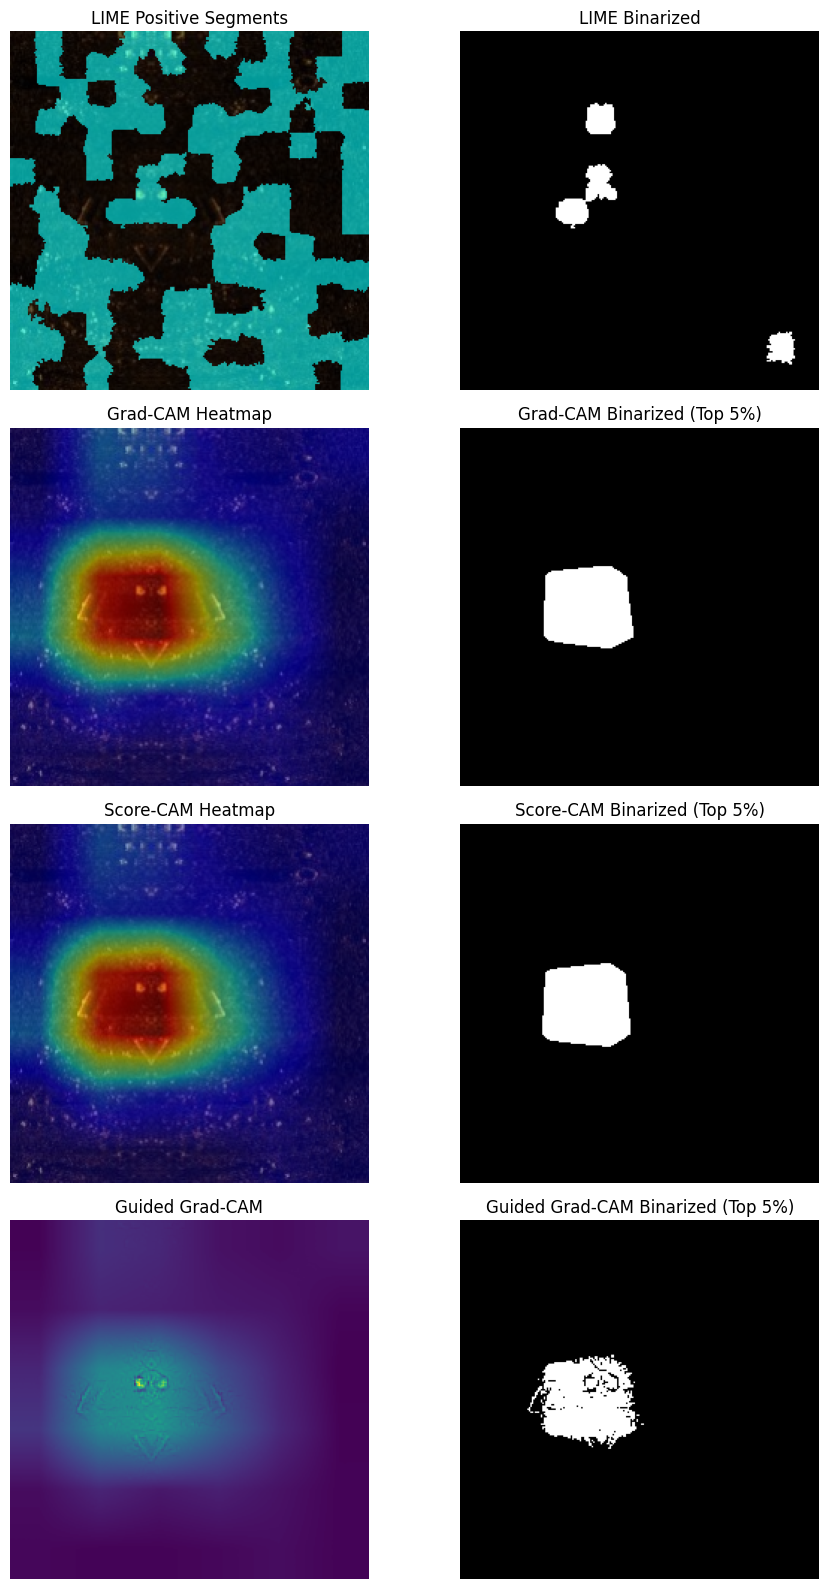 LIME Positive Segments
LIME Binarized
Grad-CAM Heatmap
Grad-CAM Binarized (Top 5%)
Score-CAM Heatmap
Score-CAM Binarized (Top 5%)
Guided Grad-CAM
Guided Grad-CAM Binarized (Top 5%)